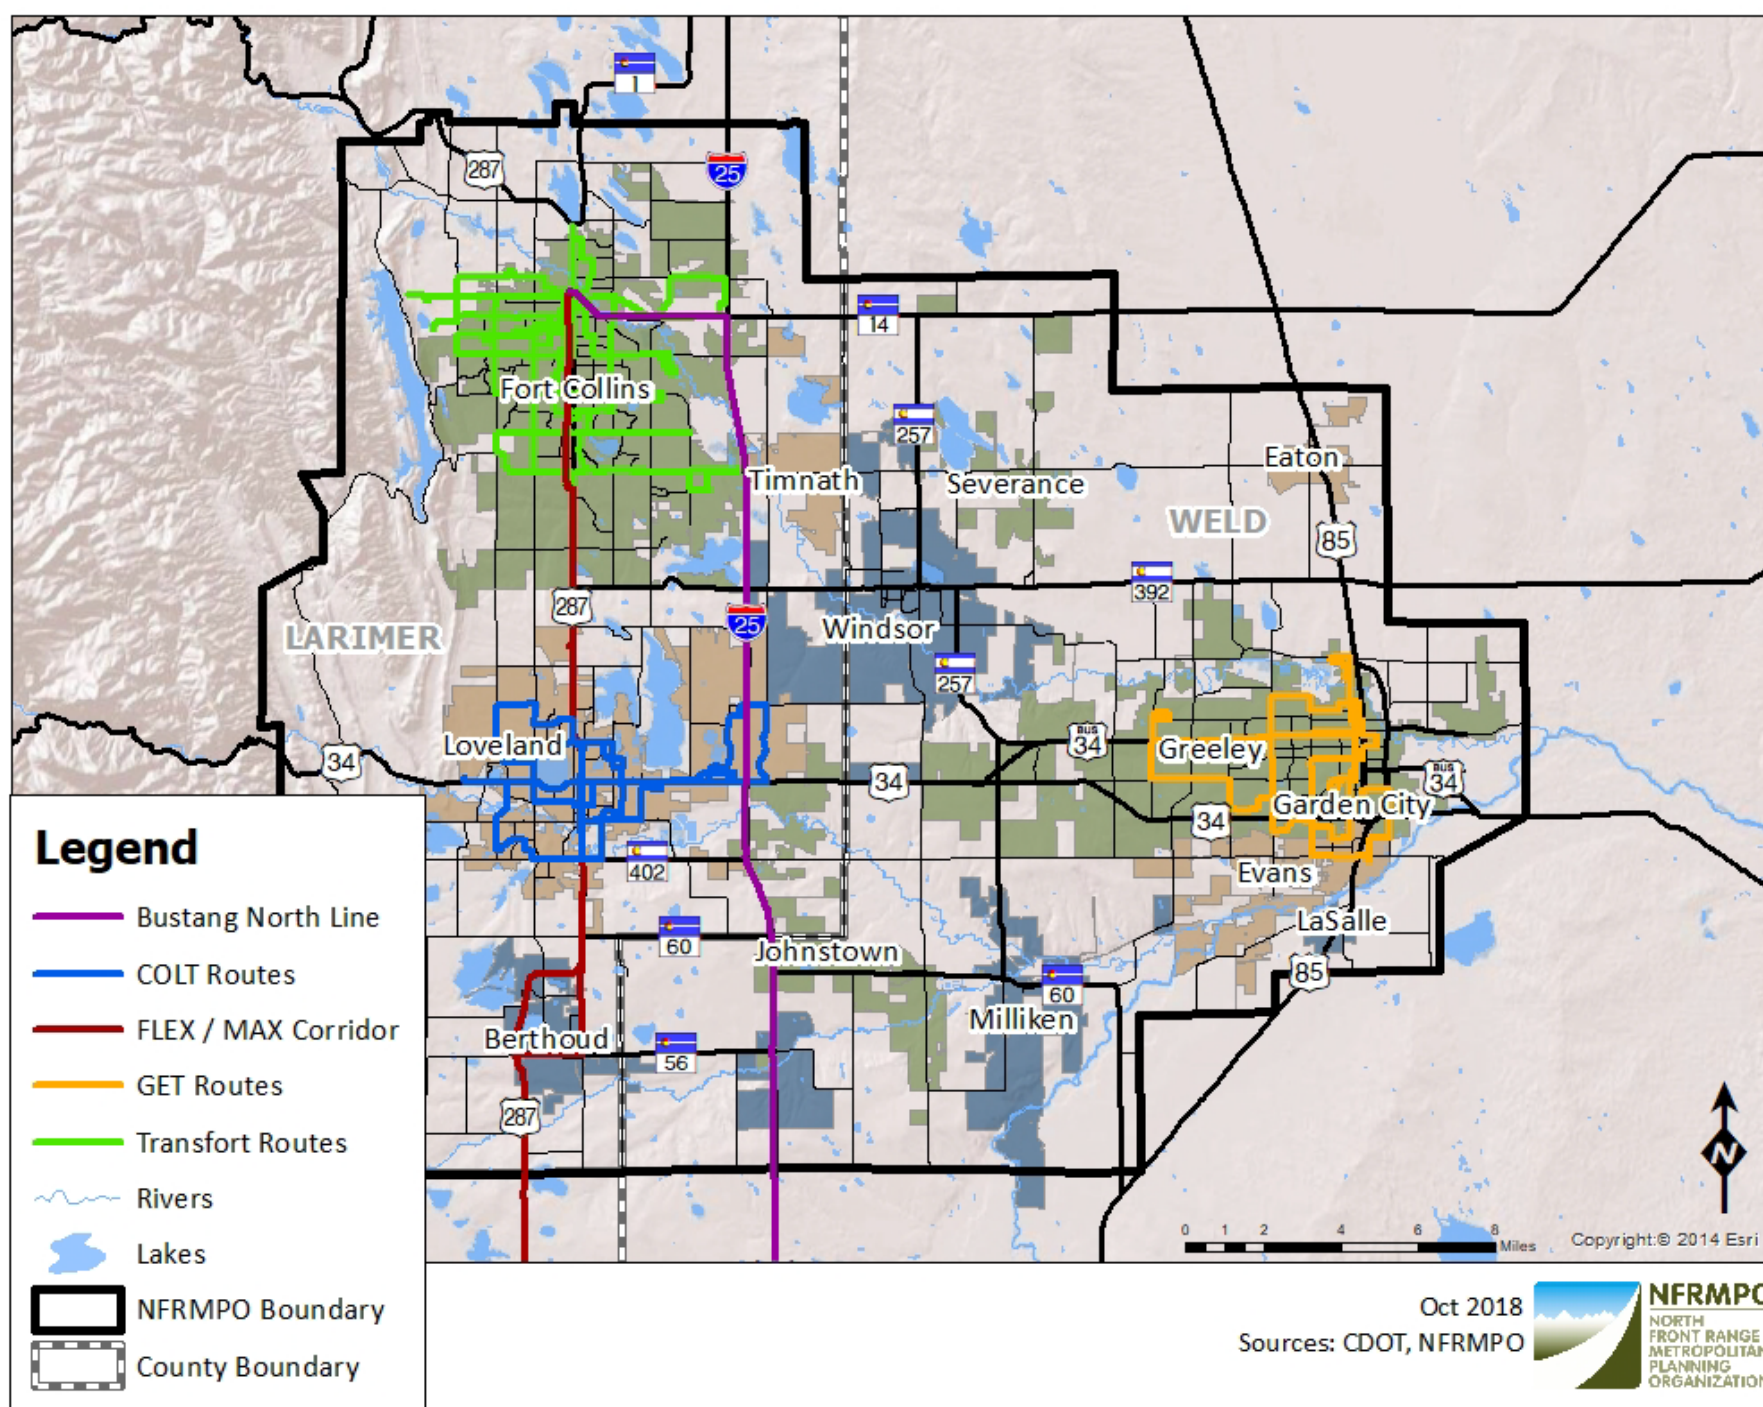 1
287
25
14
Fort Collins
257
Eaton
Timnath
Severance
WELD
85
392
287
25
Windsor
LARIMER
257
Loveland
BUS
34
Greeley
34
34
BUS
34
Garden City
34
402
Evans
LaSalle
60
Johnstown
85
60
Milliken
Berthoud
56
287
Legend
Bustang North Line
COLT Routes
FLEX / MAX Corridor
GET Routes
Transfort Routes
Rivers
Lakes
NFRMPO Boundary
County Boundary
N
0 1 2 4 6 8
Miles
Copyright:© 2014 Esri
Oct 2018
Sources: CDOT, NFRMPO
NFRMPO
NORTH
FRONT RANGE
METROPOLITAN
PLANNING
ORGANIZATION